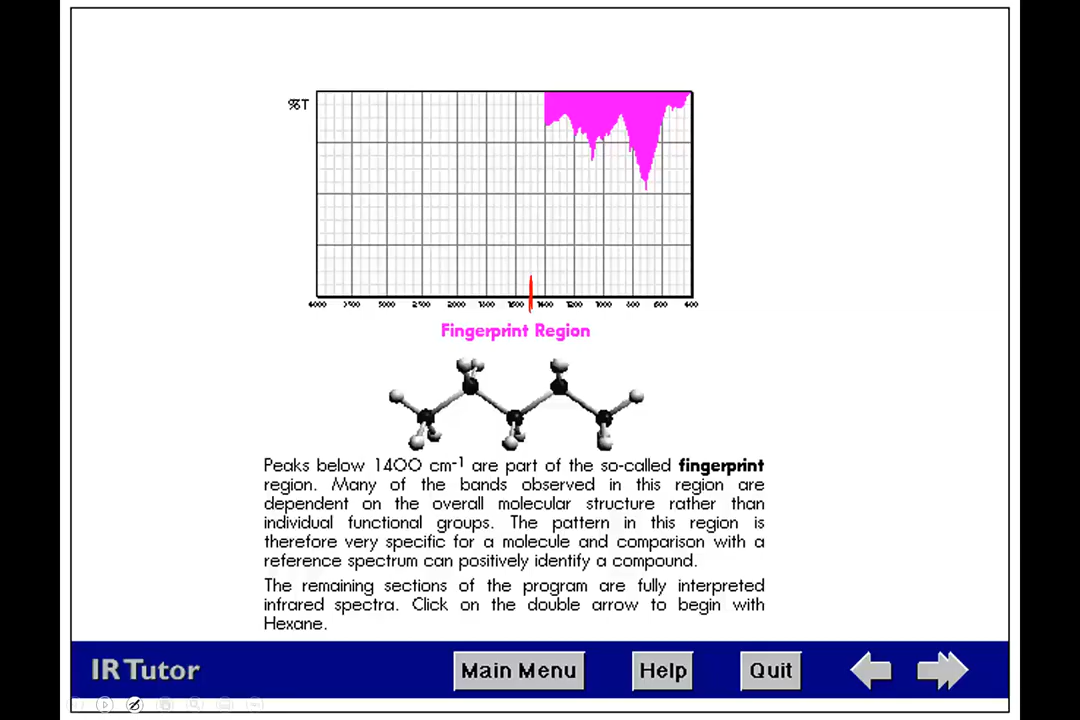 %T
4000 3500 3000 2500 2000 1800 1600 1400 1200 1000 800 600 400
Fingerprint Region
Peaks below 1400 cm-1 are part of the so-called fingerprint
region. Many of the bands observed in this region are
dependent on the overall molecular structure rather than
individual functional groups. The pattern in this region is
therefore very specific for a molecule and comparison with a
reference spectrum can positively identify a compound.
The remaining sections of the program are fully interpreted
infrared spectra. Click on the double arrow to begin with
Hexane.
IR Tutor
Main Menu
Help
Quit